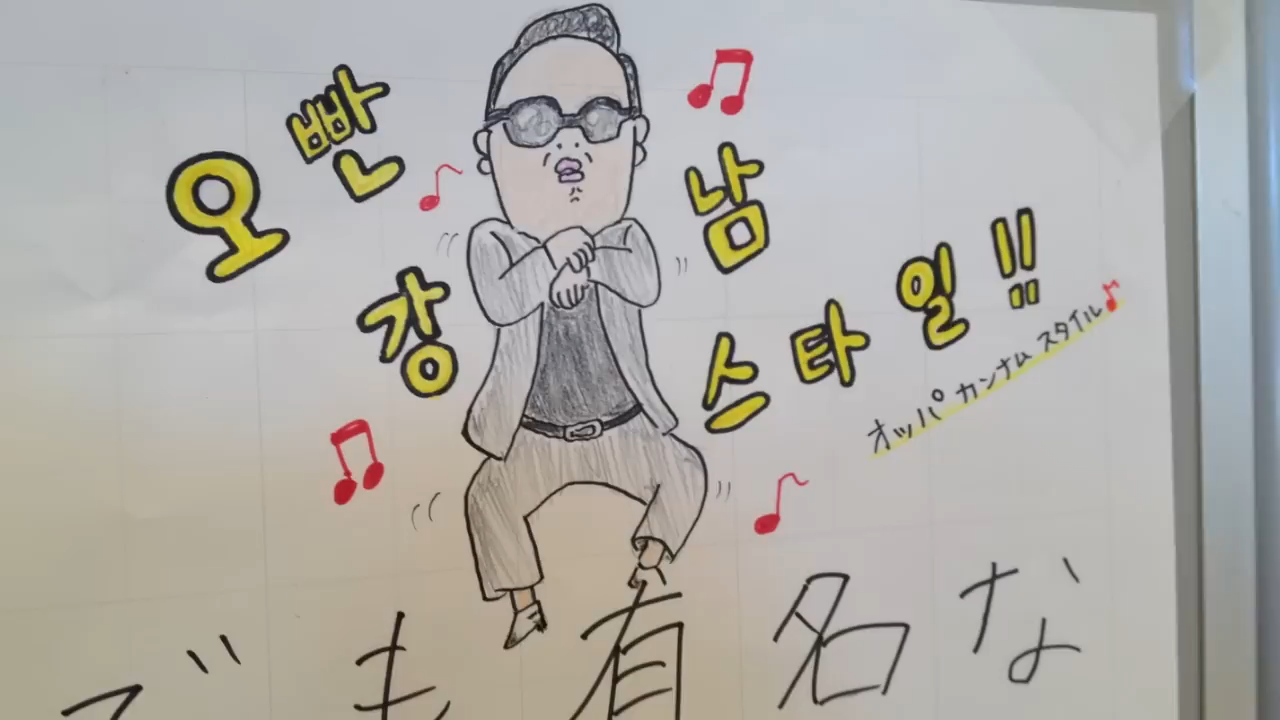 오빤
강남
스타일!!
オッパ カンナム スタイル♪
でも有名な